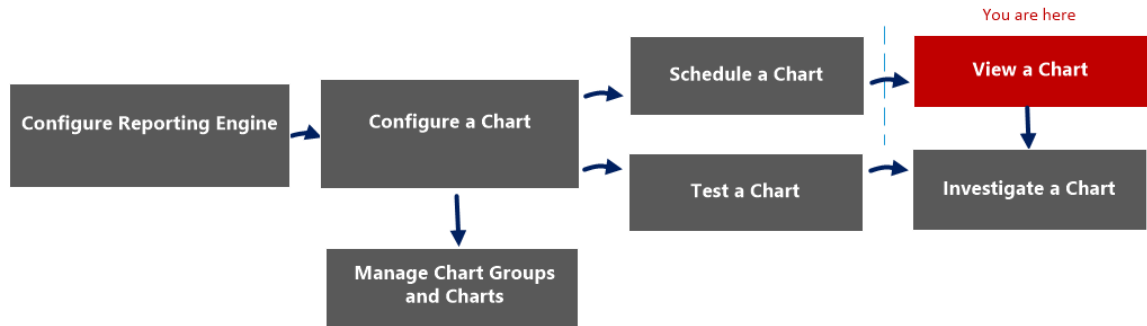 You are here
Configure Reporting Engine
Configure a Chart
Schedule a Chart
View a Chart
Test a Chart
Investigate a Chart
Manage Chart Groups
and Charts